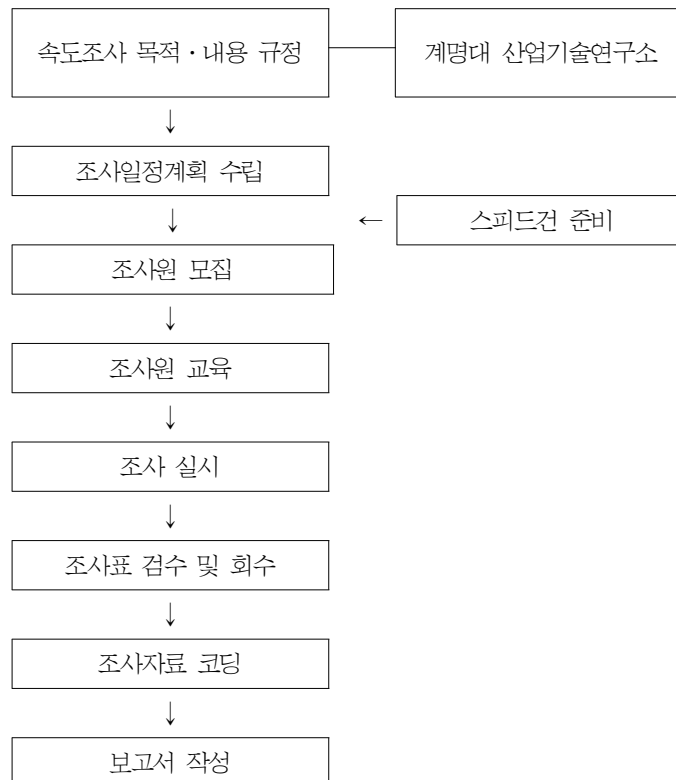 속도조사 목적·내용 규정
계명대 산업기술연구소
↓
조사일정계획 수립
↓
← 스피드건 준비
조사원 모집
↓
조사원 교육
↓
조사 실시
↓
조사표 검수 및 회수
↓
조사자료 코딩
↓
보고서 작성